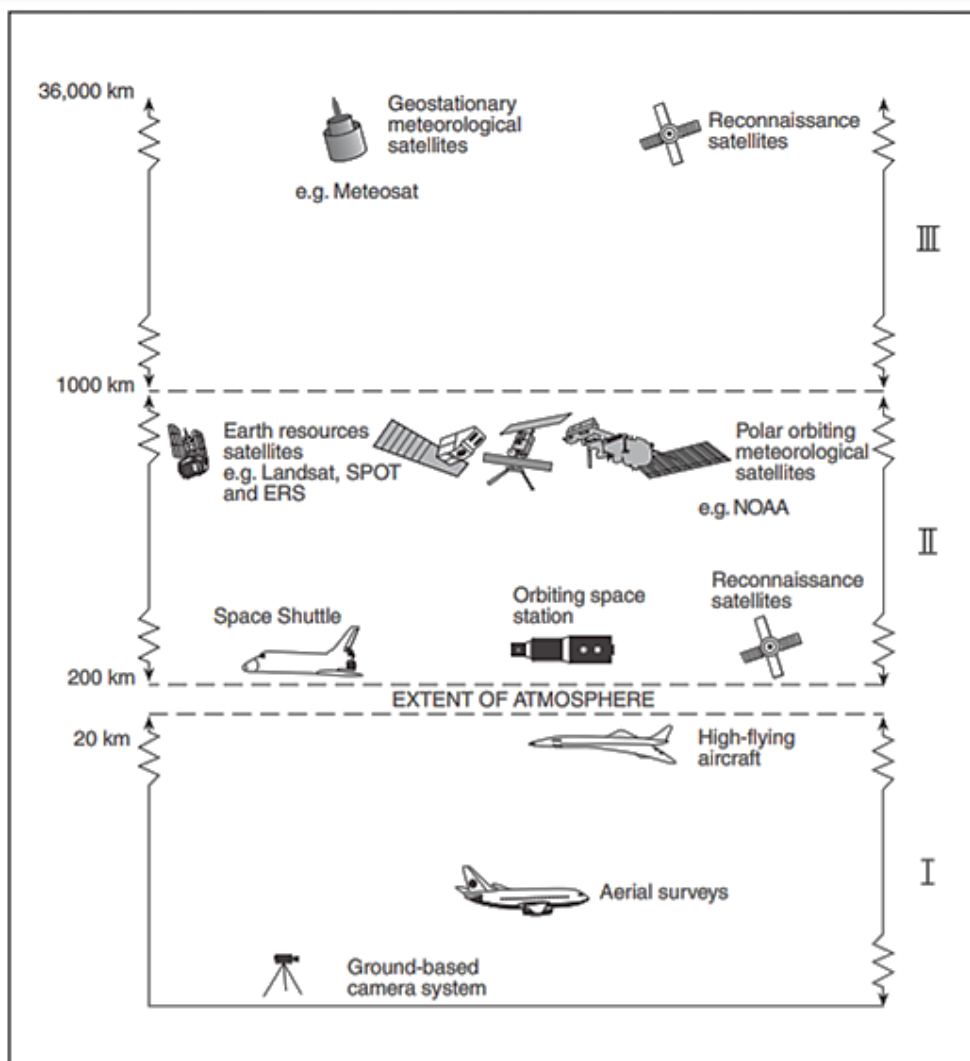 36,000 km
Geostationary
meteorological
satellites
e.g. Meteosat
Reconnaissance
satellites
III
1000 km
Earth resources
satellites
e.g. Landsat, SPOT
and ERS
Polar orbiting
meteorological
satellites
e.g. NOAA
II
Space Shuttle
Orbiting space
station
Reconnaissance
satellites
200 km
EXTENT OF ATMOSPHERE
20 km
High-flying
aircraft
I
Aerial surveys
Ground-based
camera system